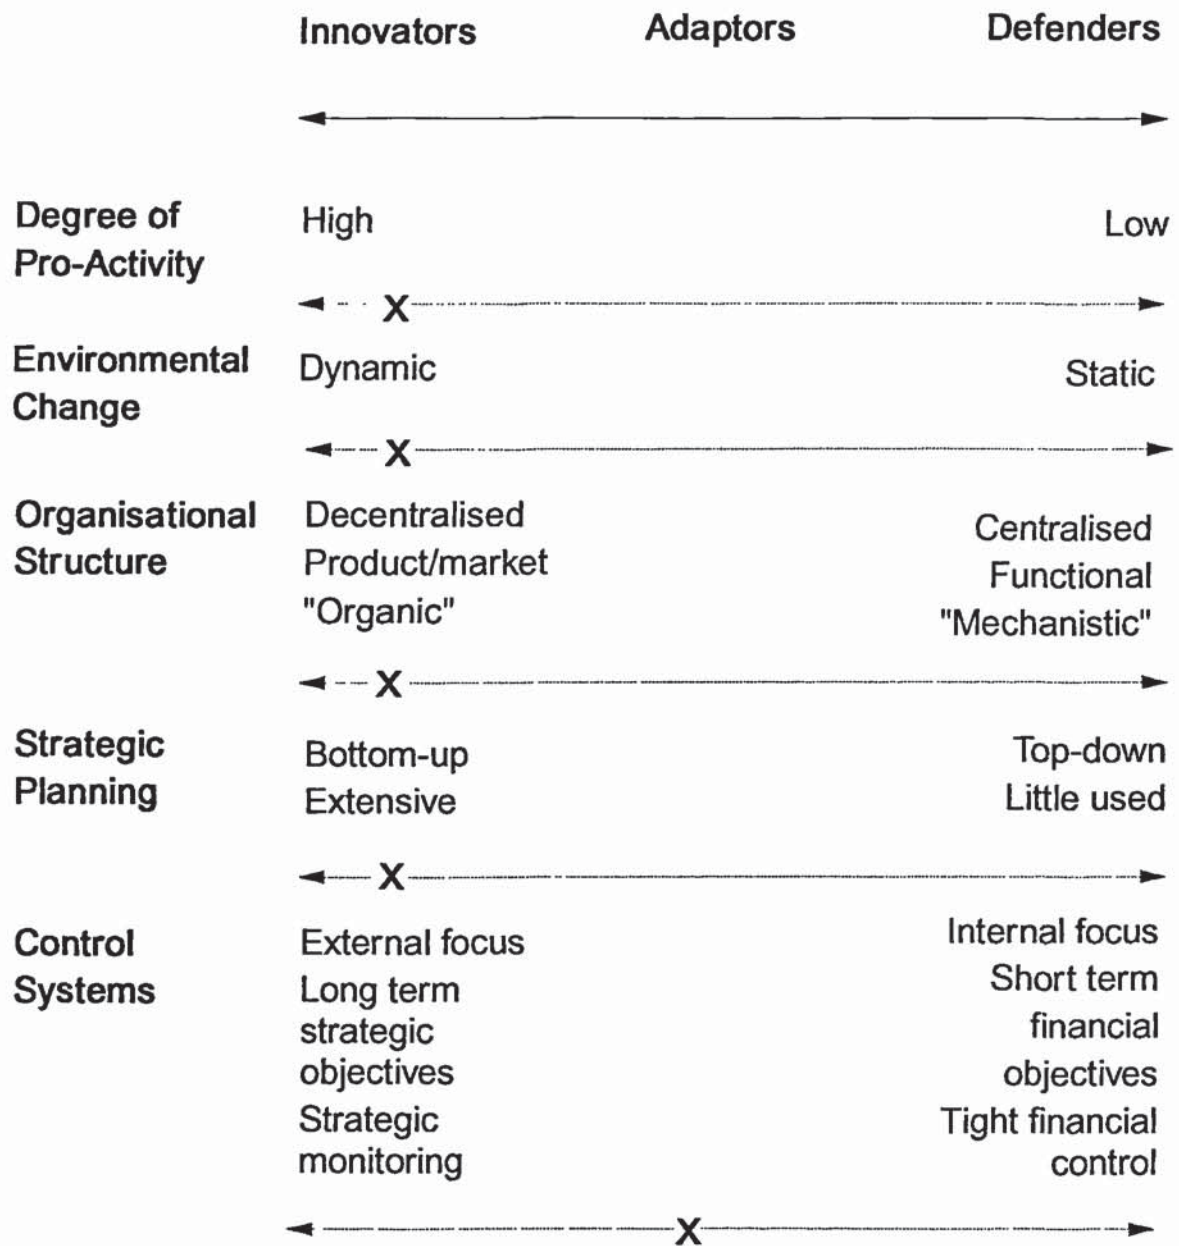 Innovators Adaptors Defenders
Degree of High Low
Pro-Activity
X
Environmental Dynamic Static
Change
X
Organisational Decentralised Centralised
Structure Product/market Functional
"Organic" "Mechanistic"
X
Strategic Bottom-up Top-down
Planning Extensive Little used
X
Control External focus Internal focus
Systems Long term Short term
strategic financial
objectives objectives
Strategic Tight financial
monitoring control
X